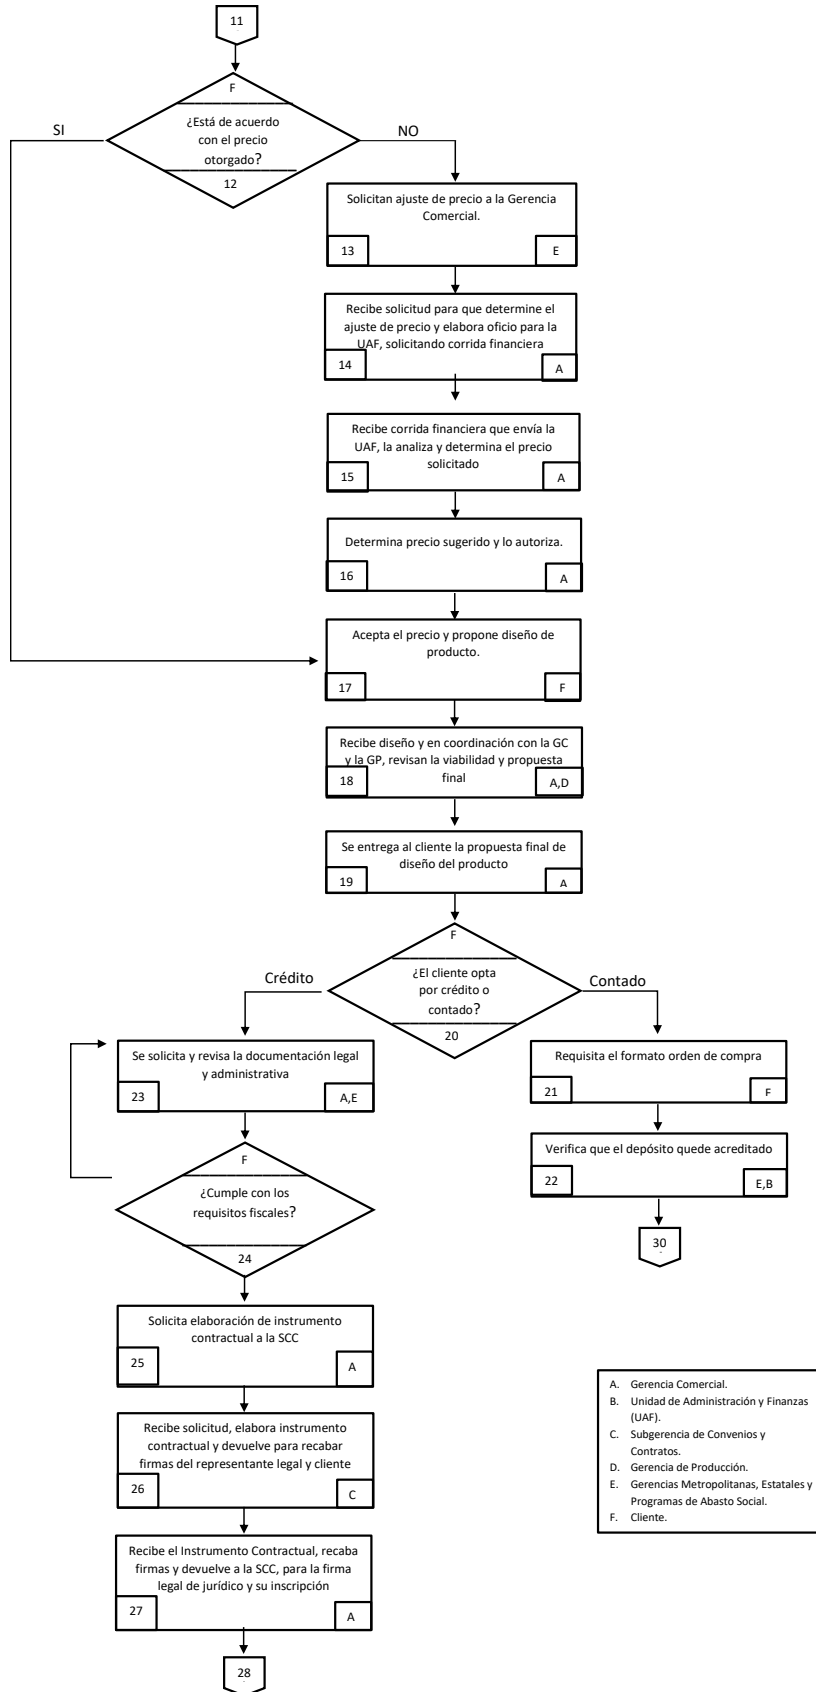 11
F
¿Está de acuerdo
con el precio
otorgado?
12
SI
NO
Solicitan ajuste de precio a la Gerencia
Comercial.
13
E
Recibe solicitud para que determine el
ajuste de precio y elabora oficio para la
UAF, solicitando corrida financiera
14
A
Recibe corrida financiera que envía la
UAF, la analiza y determina el precio
solicitado
15
A
Determina precio sugerido y lo autoriza.
16
A
Acepta el precio y propone diseño de
producto.
17
F
Recibe diseño y en coordinación con la GC
y la GP, revisan la viabilidad y propuesta
final
18
A,D
Se entrega al cliente la propuesta final de
diseño del producto
19
A
F
¿El cliente opta
por crédito o
contado?
20
Crédito
Contado
Se solicita y revisa la documentación legal
y administrativa
23
A,E
Requisita el formato orden de compra
21
F
F
¿Cumple con los
requisitos fiscales?
24
Verifica que el depósito quede acreditado
22
E,B
30
Solicita elaboración de instrumento
contractual a la SCC
25
A
Recibe solicitud, elabora instrumento
contractual y devuelve para recabar
firmas del representante legal y cliente
26
C
Recibe el Instrumento Contractual, recaba
firmas y devuelve a la SCC, para la firma
legal de jurídico y su inscripción
27
A
28
A. Gerencia Comercial.
B. Unidad de Administración y Finanzas
(UAF).
C. Subgerencia de Convenios y
Contratos.
D. Gerencia de Producción.
E. Gerencias Metropolitanas, Estatales y
Programas de Abasto Social.
F. Cliente.